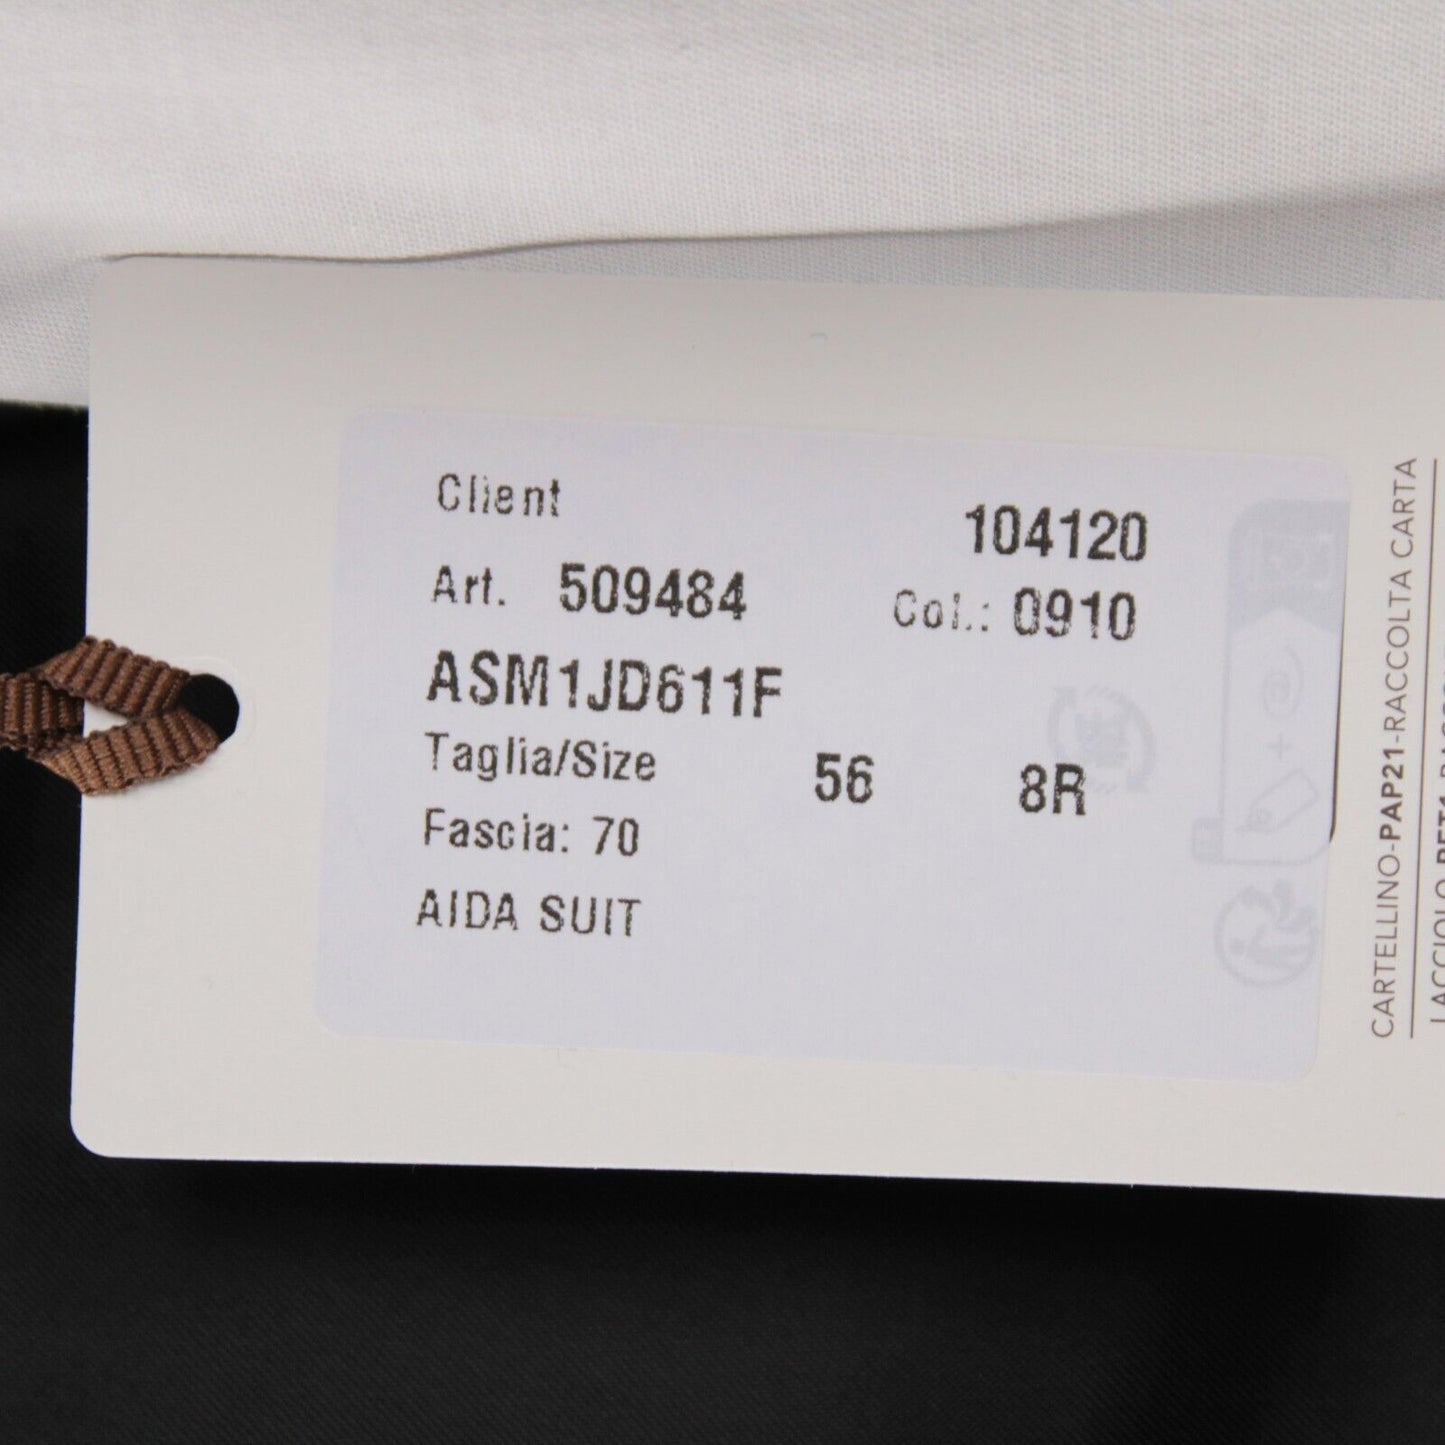 Client
104120
Art. 509484 Col.: 0910
ASM1JD611F
Taglia/Size 56 8R
Fascia: 70
AIDA SUIT
CARTELLINO-PAP21-RACCOLTA CARTA